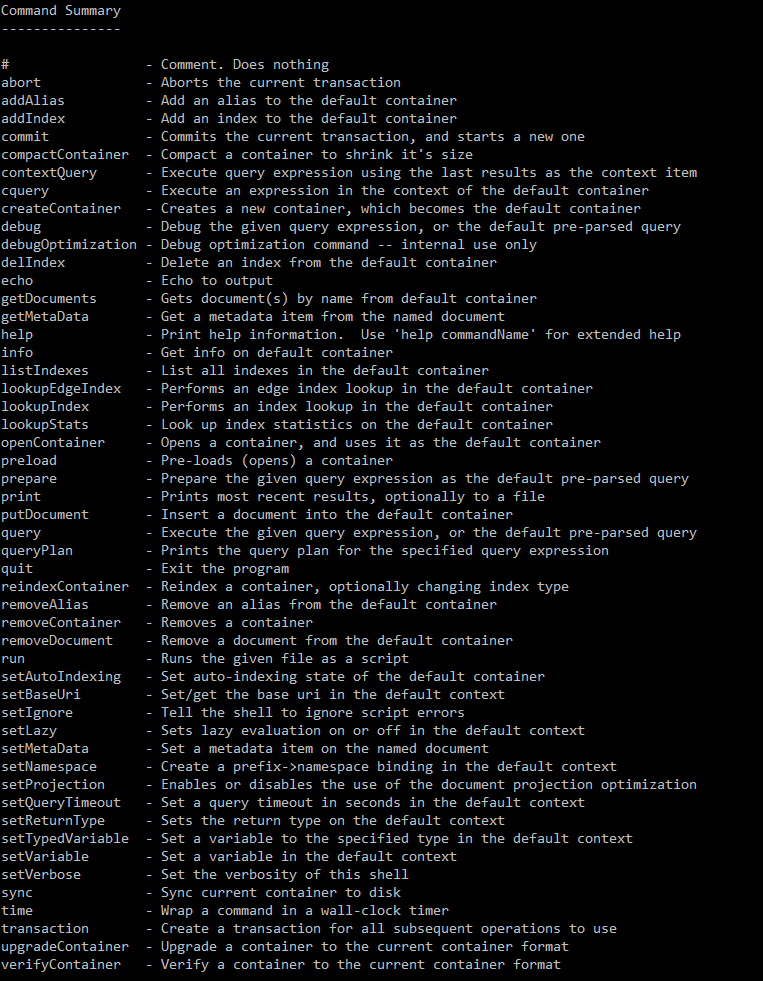 Command Summary
---------------
#                 - Comment. Does nothing
abort             - Aborts the current transaction
addAlias          - Add an alias to the default container
addIndex          - Add an index to the default container
commit            - Commits the current transaction, and starts a new one
compactContainer  - Compact a container to shrink it's size
contextQuery      - Execute query expression using the last results as the context item
cquery            - Execute an expression in the context of the default container
createContainer   - Creates a new container, which becomes the default container
debug             - Debug the given query expression, or the default pre-parsed query
debugOptimization - Debug optimization command -- internal use only
delIndex          - Delete an index from the default container
echo              - Echo to output
getDocuments      - Gets document(s) by name from default container
getMetaData       - Get a metadata item from the named document
help              - Print help information.  Use 'help commandName' for extended help
info              - Get info on default container
listIndexes       - List all indexes in the default container
lookupEdgeIndex   - Performs an edge index lookup in the default container
lookupIndex       - Performs an index lookup in the default container
lookupStats       - Look up index statistics on the default container
openContainer     - Opens a container, and uses it as the default container
preload           - Pre-loads (opens) a container
prepare           - Prepare the given query expression as the default pre-parsed query
print             - Prints most recent results, optionally to a file
putDocument       - Insert a document into the default container
query             - Execute the given query expression, or the default pre-parsed query
queryPlan         - Prints the query plan for the specified query expression
quit              - Exit the program
reindexContainer  - Reindex a container, optionally changing index type
removeAlias       - Remove an alias from the default container
removeContainer   - Removes a container
removeDocument    - Remove a document from the default container
run               - Runs the given file as a script
setAutoIndexing   - Set auto-indexing state of the default container
setBaseUri        - Set/get the base uri in the default context
setIgnore         - Tell the shell to ignore script errors
setLazy           - Sets lazy evaluation on or off in the default context
setMetaData       - Set a metadata item on the named document
setNamespace      - Create a prefix->namespace binding in the default context
setProjection     - Enables or disables the use of the document projection optimization
setQueryTimeout   - Set a query timeout in seconds in the default context
setReturnType     - Sets the return type on the default context
setTypedVariable  - Set a variable to the specified type in the default context
setVariable       - Set a variable in the default context
setVerbose        - Set the verbosity of this shell
sync              - Sync current container to disk
time              - Wrap a command in a wall-clock timer
transaction       - Create a transaction for all subsequent operations to use
upgradeContainer  - Upgrade a container to the current container format
verifyContainer   - Verify a container to the current container format